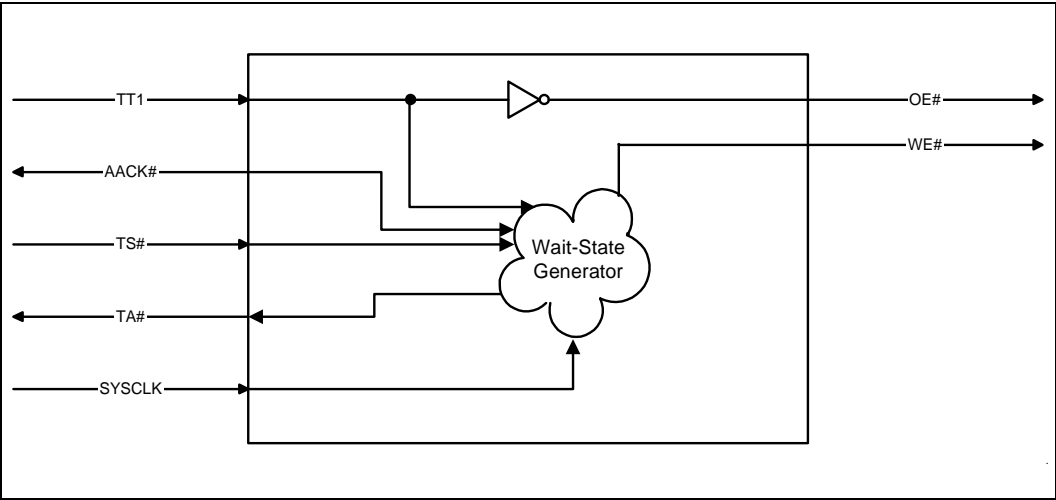 TT1
OE#
WE#
AACK#
TS#
Wait-State
Generator
TA#
SYSCLK